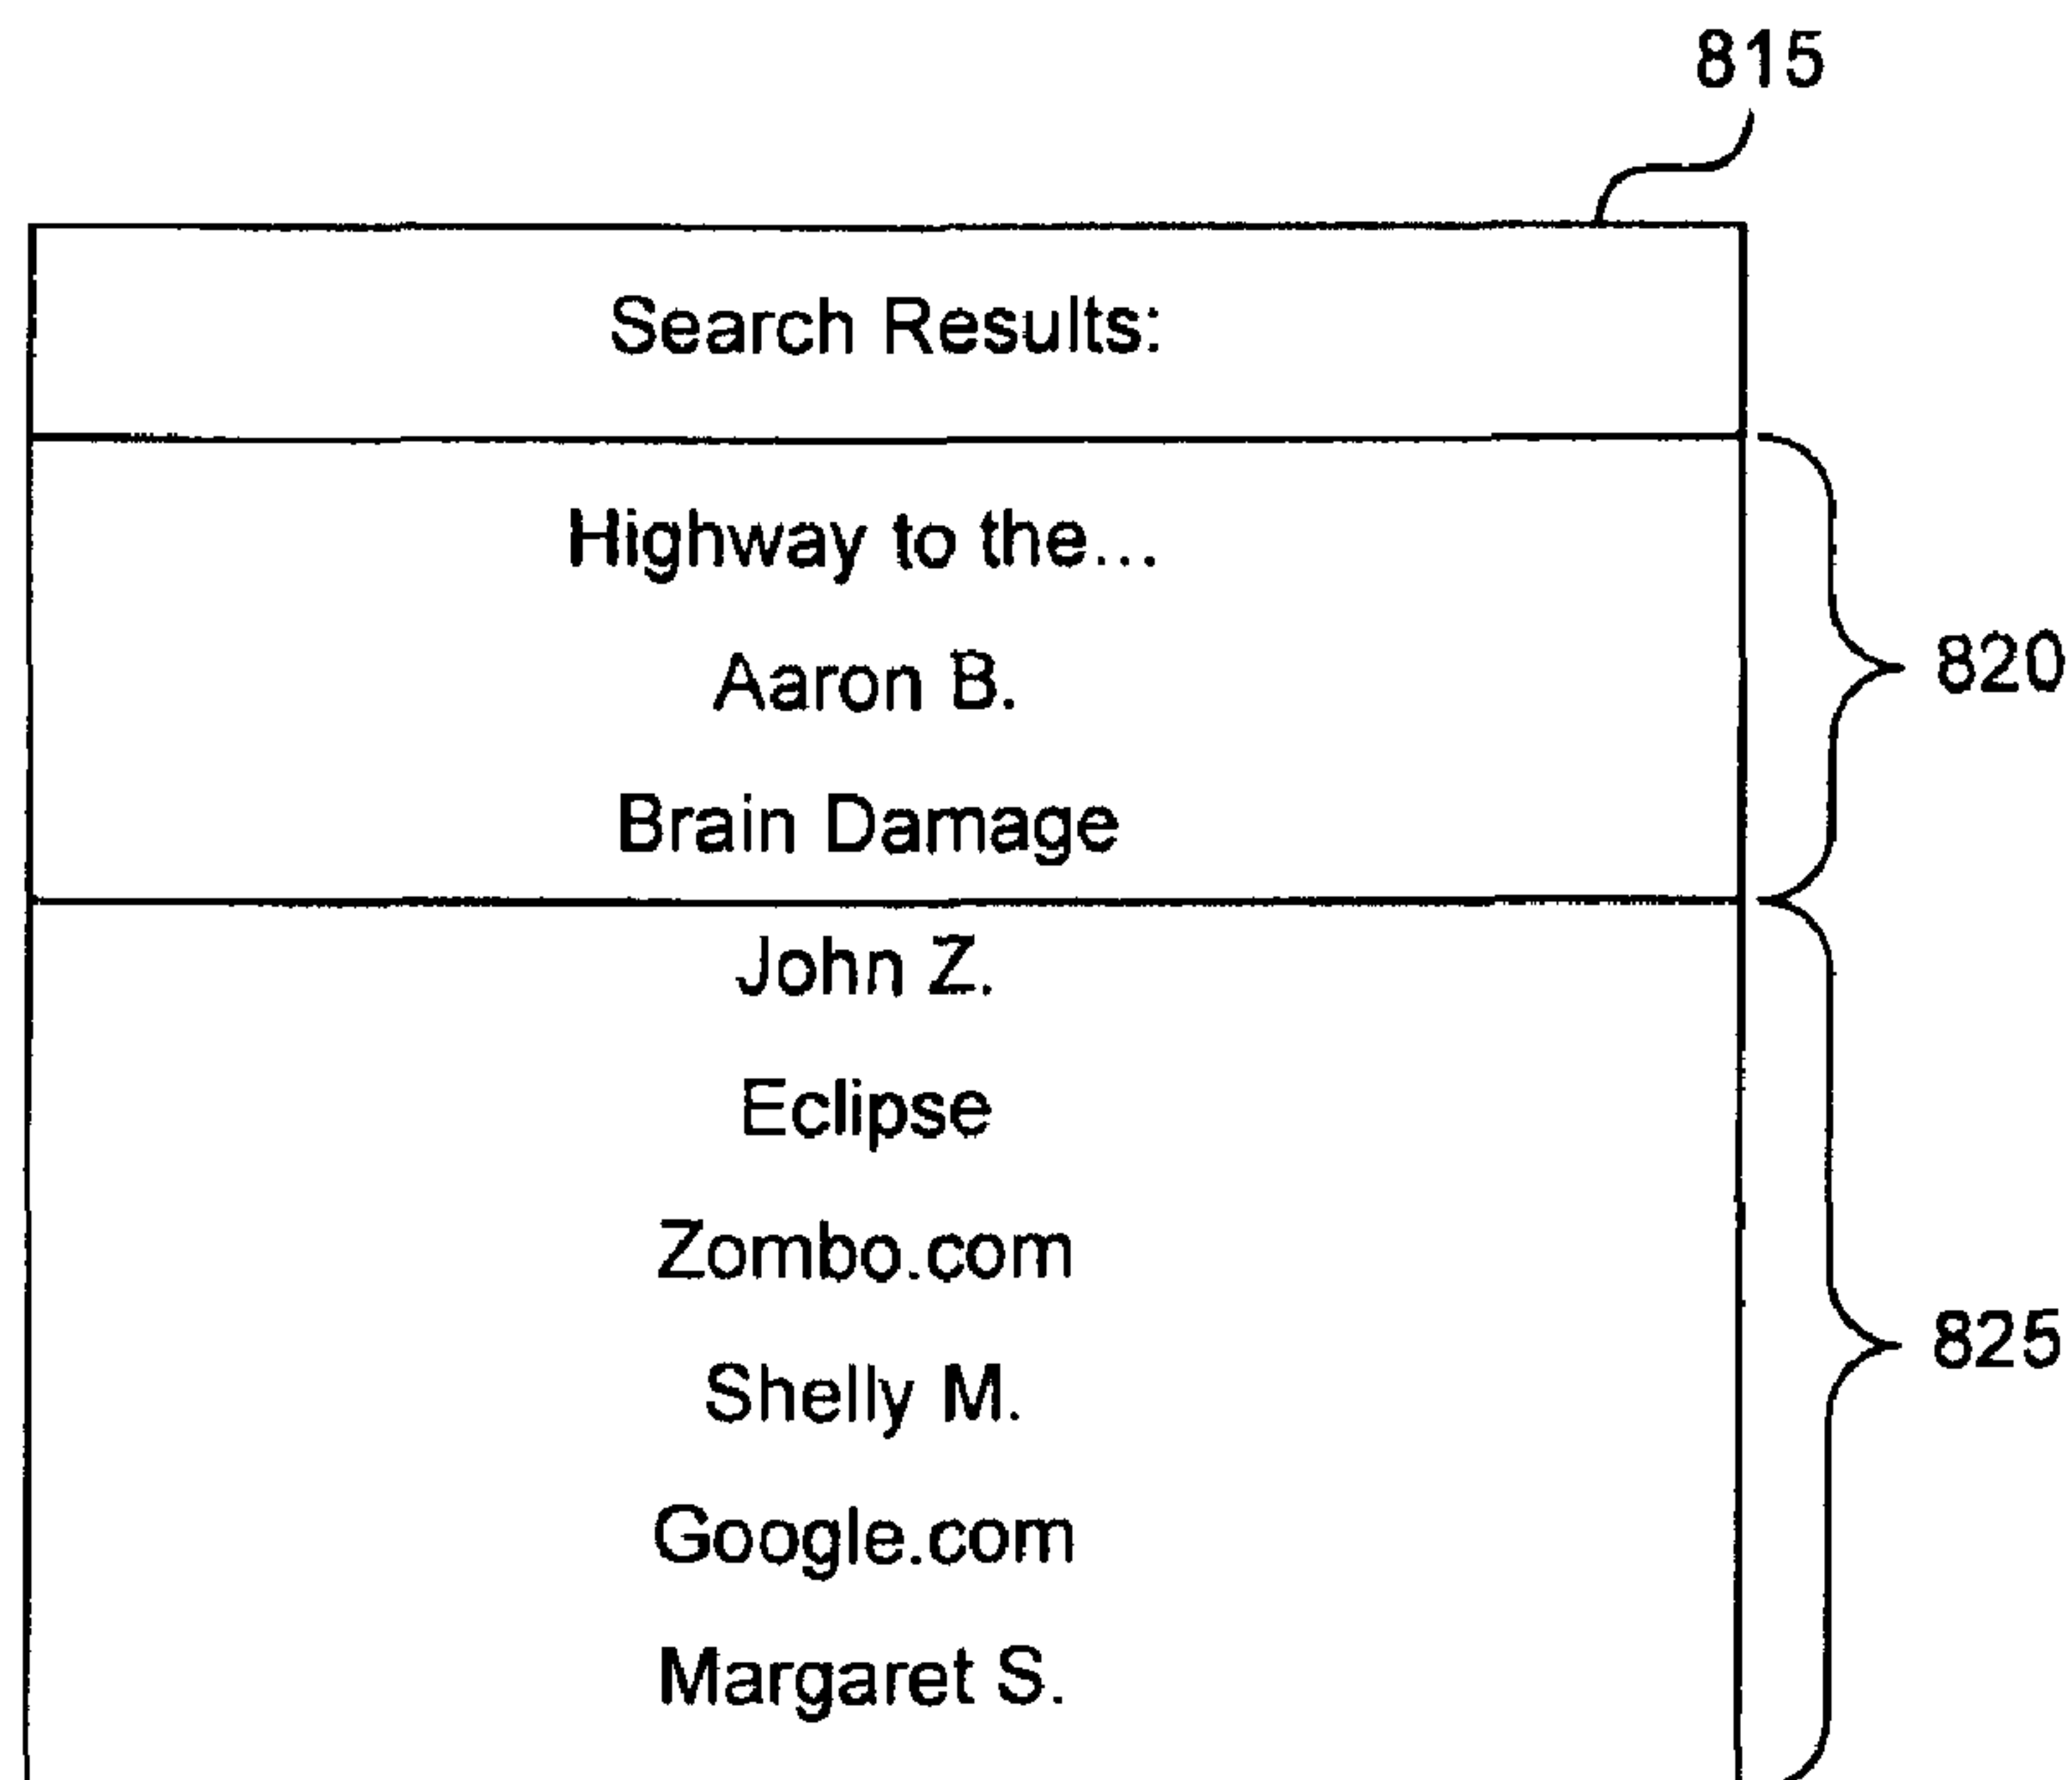 815
Search Results:
Highway to the...
Aaron B.
820
Brain Damage
John Z.
Eclipse
Zombo.com
825
Shelly M.
Google.com
Margaret S.